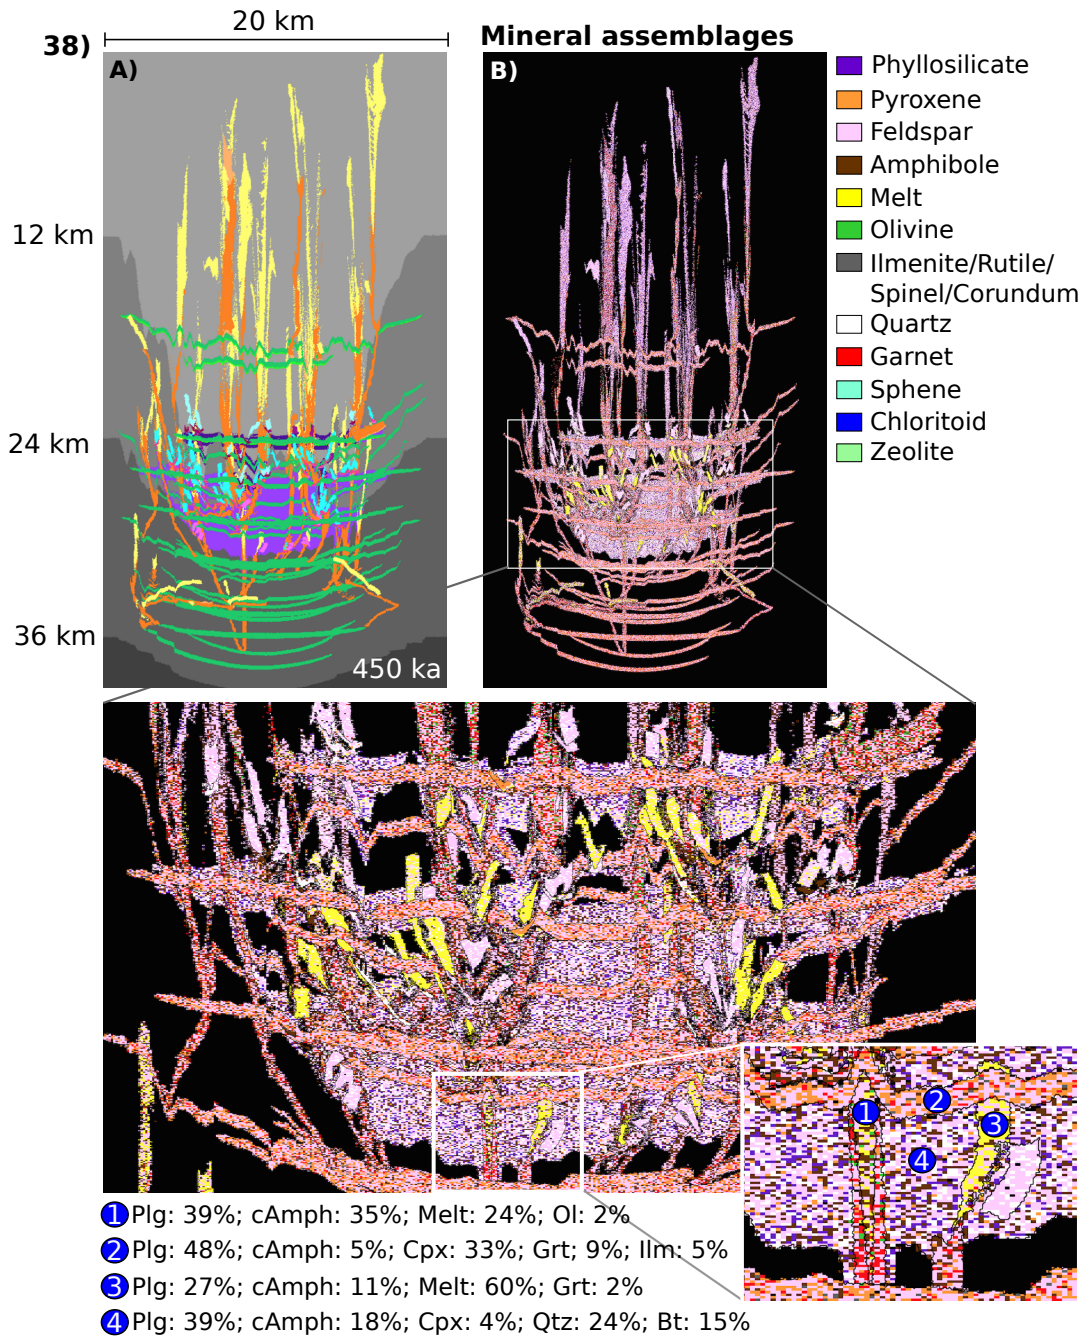 20 km
38)
Mineral assemblages
A)
B)
Phyllosilicate
Pyroxene
Feldspar
Amphibole
Melt
Olivine
Ilmenite/Rutile/
Spinel/Corundum
Quartz
Garnet
Sphene
Chloritoid
Zeolite
12 km
24 km
36 km
450 ka
1
2
3
4
1 Plg: 39%; cAmph: 35%; Melt: 24%; Ol: 2%
2 Plg: 48%; cAmph: 5%; Cpx: 33%; Grt; 9%; Ilm: 5%
3 Plg: 27%; cAmph: 11%; Melt: 60%; Grt: 2%
4 Plg: 39%; cAmph: 18%; Cpx: 4%; Qtz: 24%; Bt: 15%